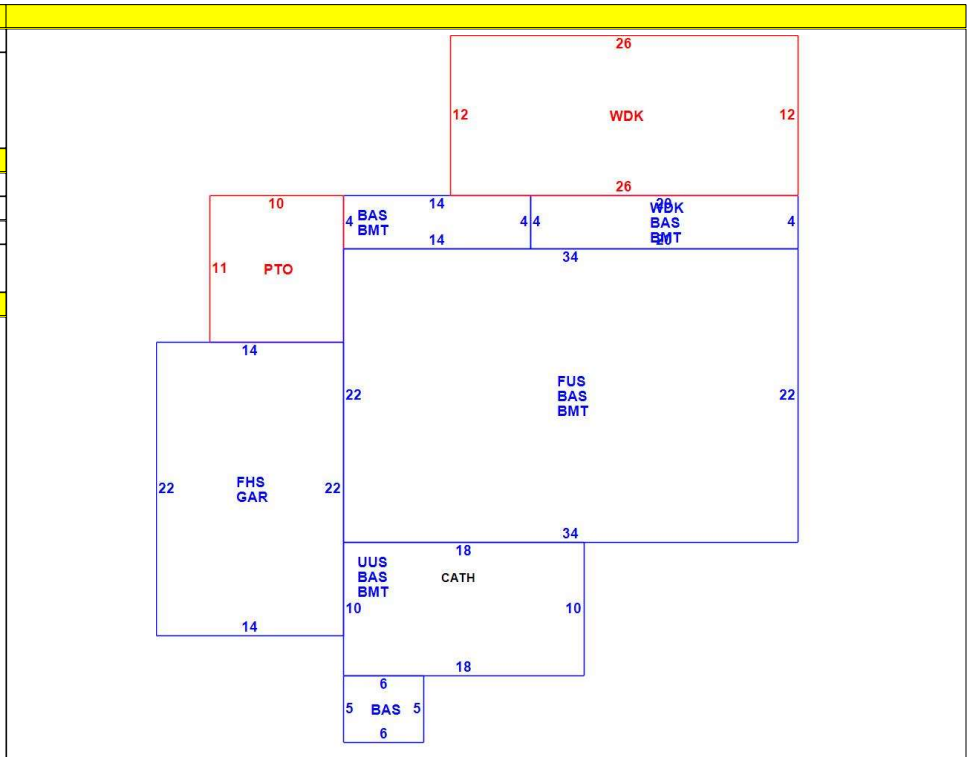 26
12 WDK 12
26
10 14 20
4 BAS 4 4 WDK 4
BMT BAS
BMT
14 20
34
11 PTO
14
22 FUS 22
BAS
BMT
22 FHS 22
GAR
34
18
UUS
BAS CATH
BMT
10 10
14
18
6
5 BAS 5
6